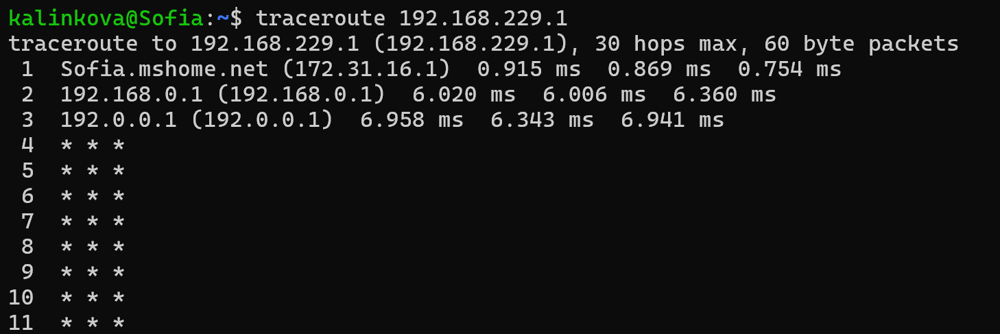 kalinkova@Sofia:~$ traceroute 192.168.229.1
traceroute to 192.168.229.1 (192.168.229.1), 30 hops max, 60 byte packets
 1  Sofia.mshome.net (172.31.16.1)  0.915 ms  0.869 ms  0.754 ms
 2  192.168.0.1 (192.168.0.1)  6.020 ms  6.006 ms  6.360 ms
 3  192.0.0.1 (192.0.0.1)  6.958 ms  6.343 ms  6.941 ms
 4  * * *
 5  * * *
 6  * * *
 7  * * *
 8  * * *
 9  * * *
10  * * *
11  * * *